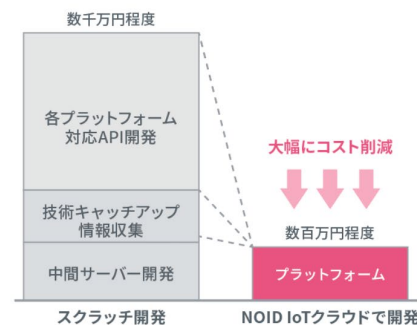 数千万円程度
各プラットフォーム
対応API開発
技術キャッチアップ
情報収集
中間サーバー開発
スクラッチ開発
大幅にコスト削減
数百万円程度
プラットフォーム
NOID IoTクラウドで開発